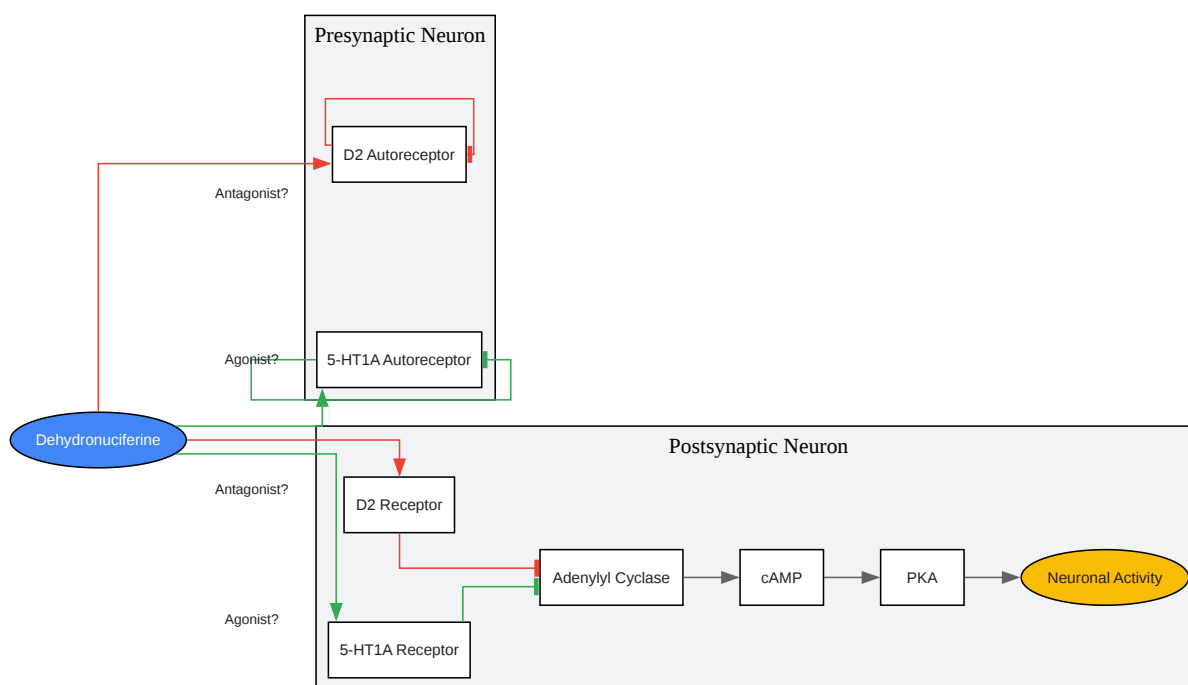 Presynaptic Neuron
D2 Autoreceptor
Antagonist?
Agonist?
5-HT1A Autoreceptor
Dehydronuciferine
Postsynaptic Neuron
Antagonist?
D2 Receptor
Adenylyl Cyclase
cAMP
PKA
Neuronal Activity
Agonist?
5-HT1A Receptor